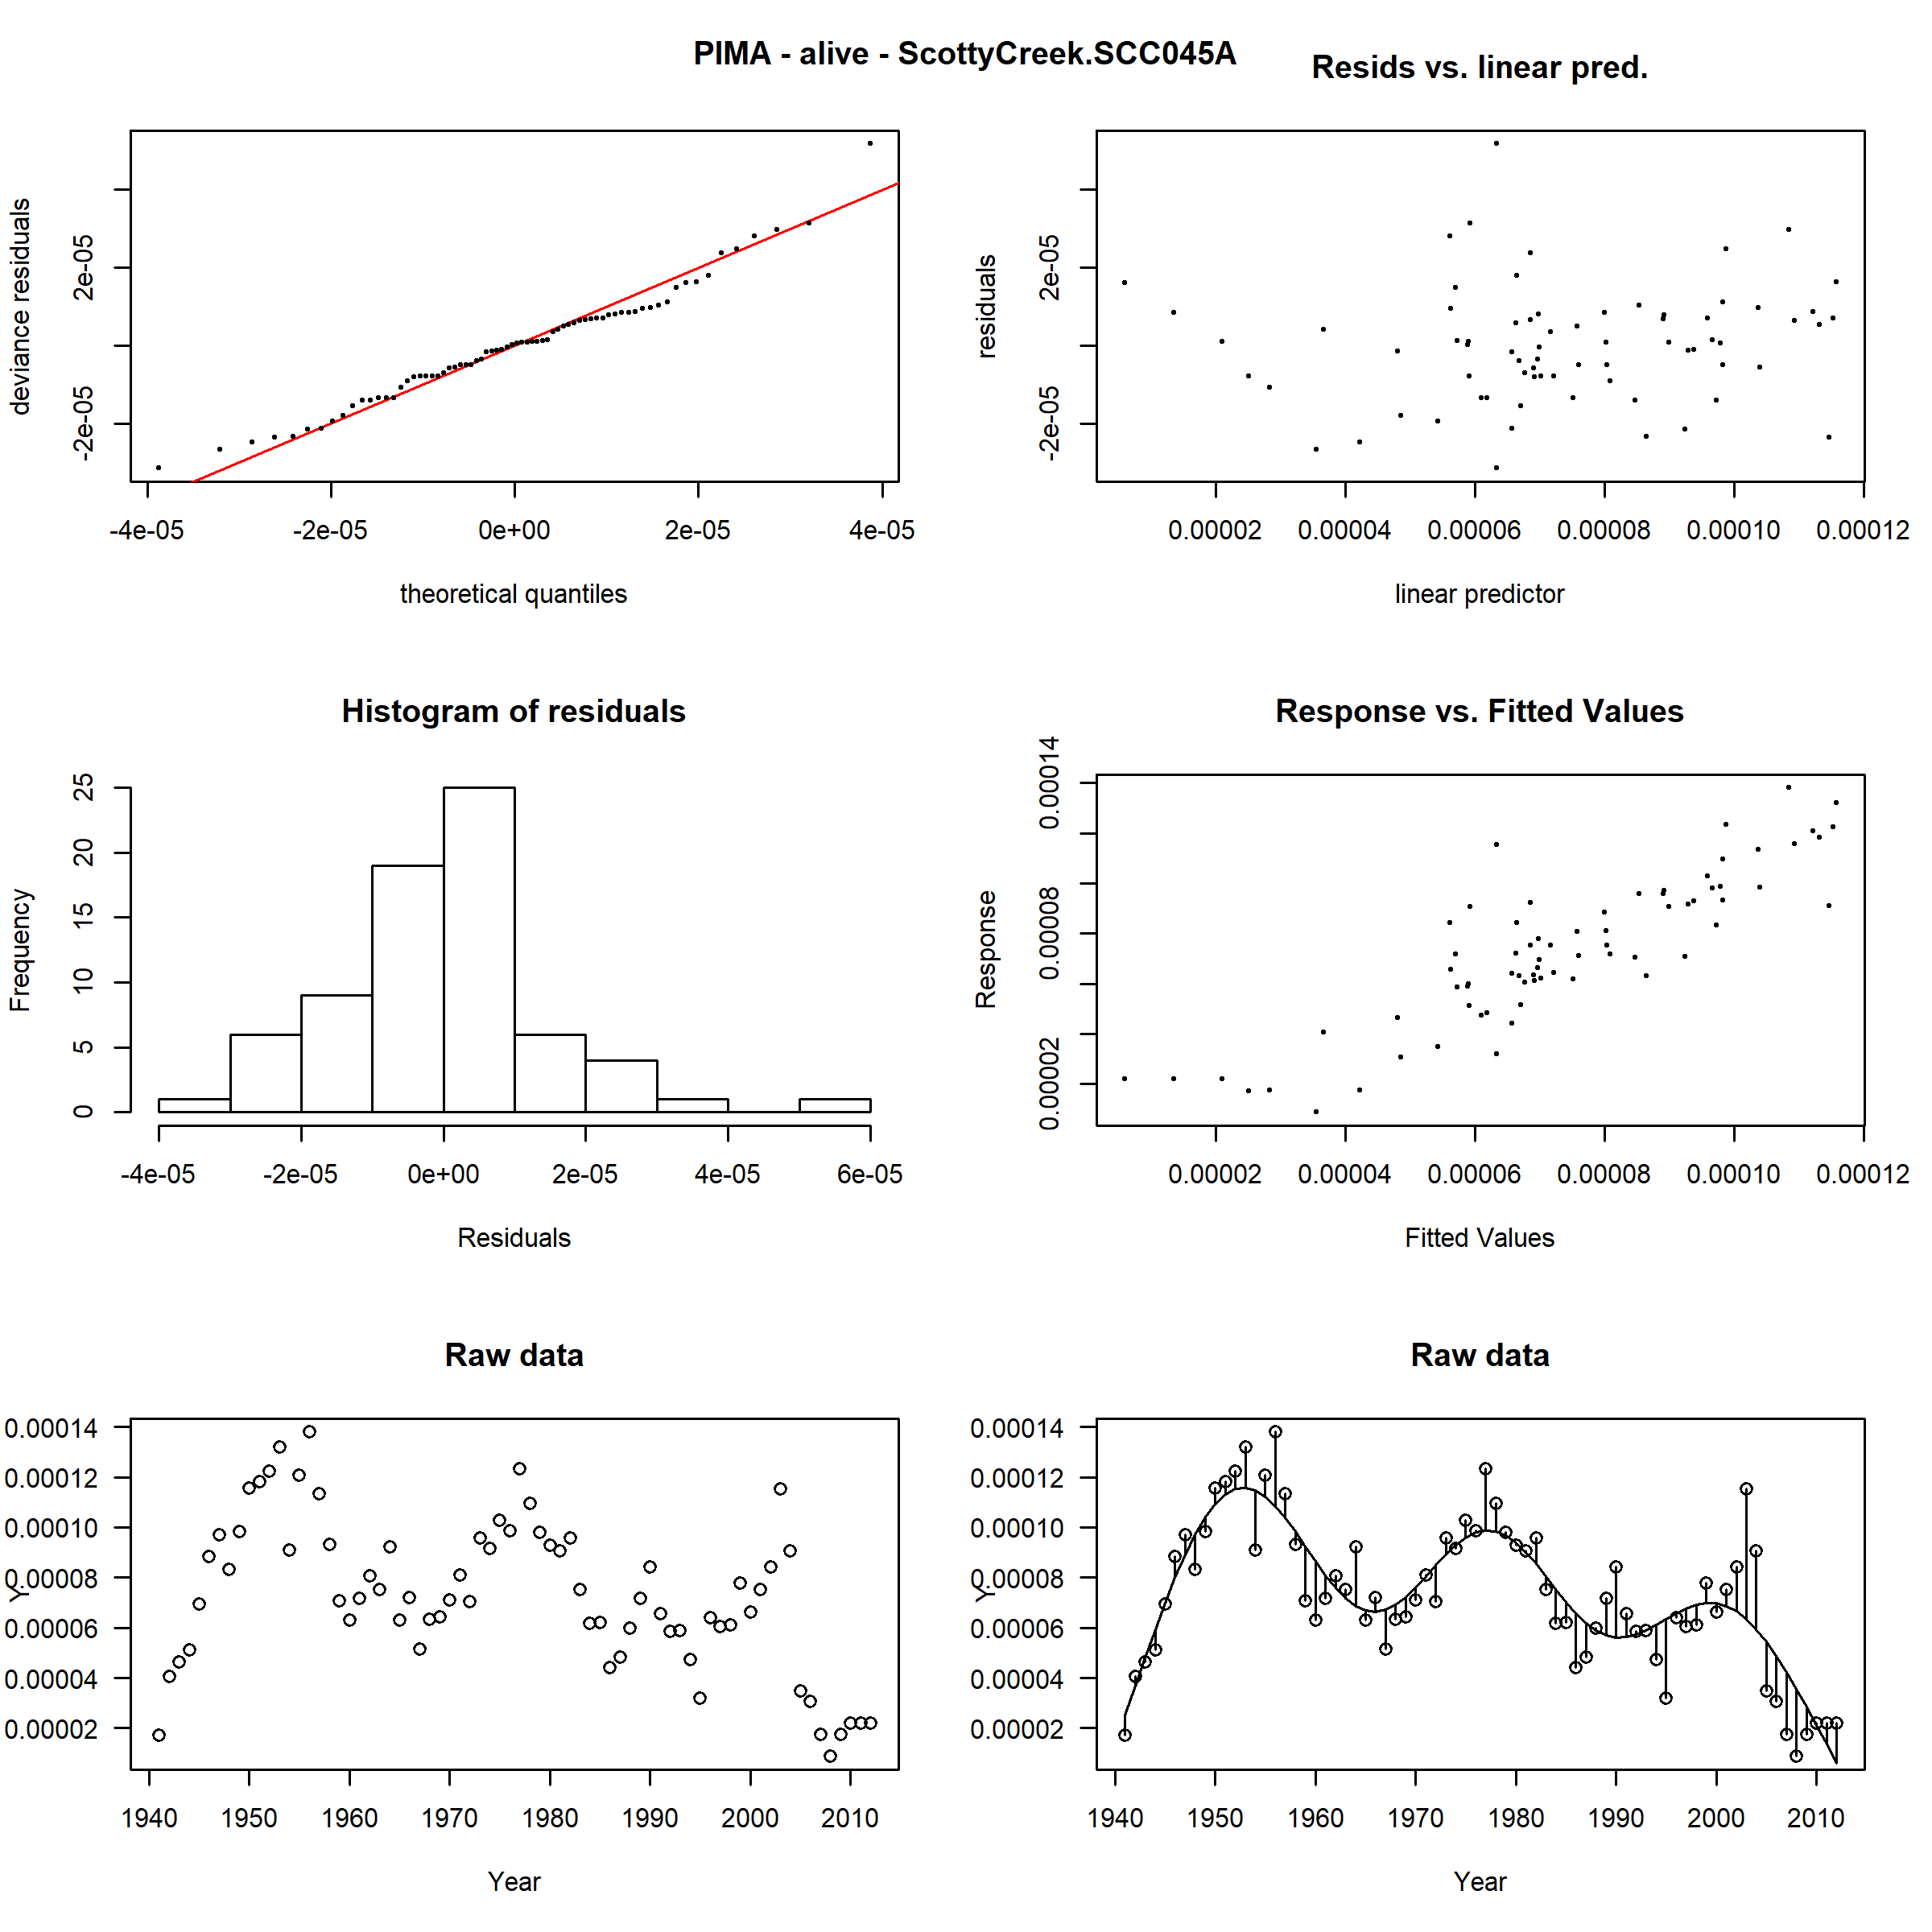 PIMA - alive - ScottyCreek.SCC045A
Resids vs. linear pred.
deviance residuals
-2e-05 2e-05
-4e-05 -2e-05 0e+00 2e-05 4e-05
theoretical quantiles
residuals
-2e-05 2e-05
0.00002 0.00004 0.00006 0.00008 0.00010 0.00012
linear predictor
Histogram of residuals
Frequency
0 5 10 15 20 25
-4e-05 -2e-05 0e+00 2e-05 4e-05 6e-05
Residuals
Response vs. Fitted Values
Response
0.00002 0.00008 0.00014
0.00002 0.00004 0.00006 0.00008 0.00010 0.00012
Fitted Values
Raw data
Y
0.00014
0.00012
0.00010
0.00008
0.00006
0.00004
0.00002
1940 1950 1960 1970 1980 1990 2000 2010
Year
Raw data
Y
0.00014
0.00012
0.00010
0.00008
0.00006
0.00004
0.00002
1940 1950 1960 1970 1980 1990 2000 2010
Year